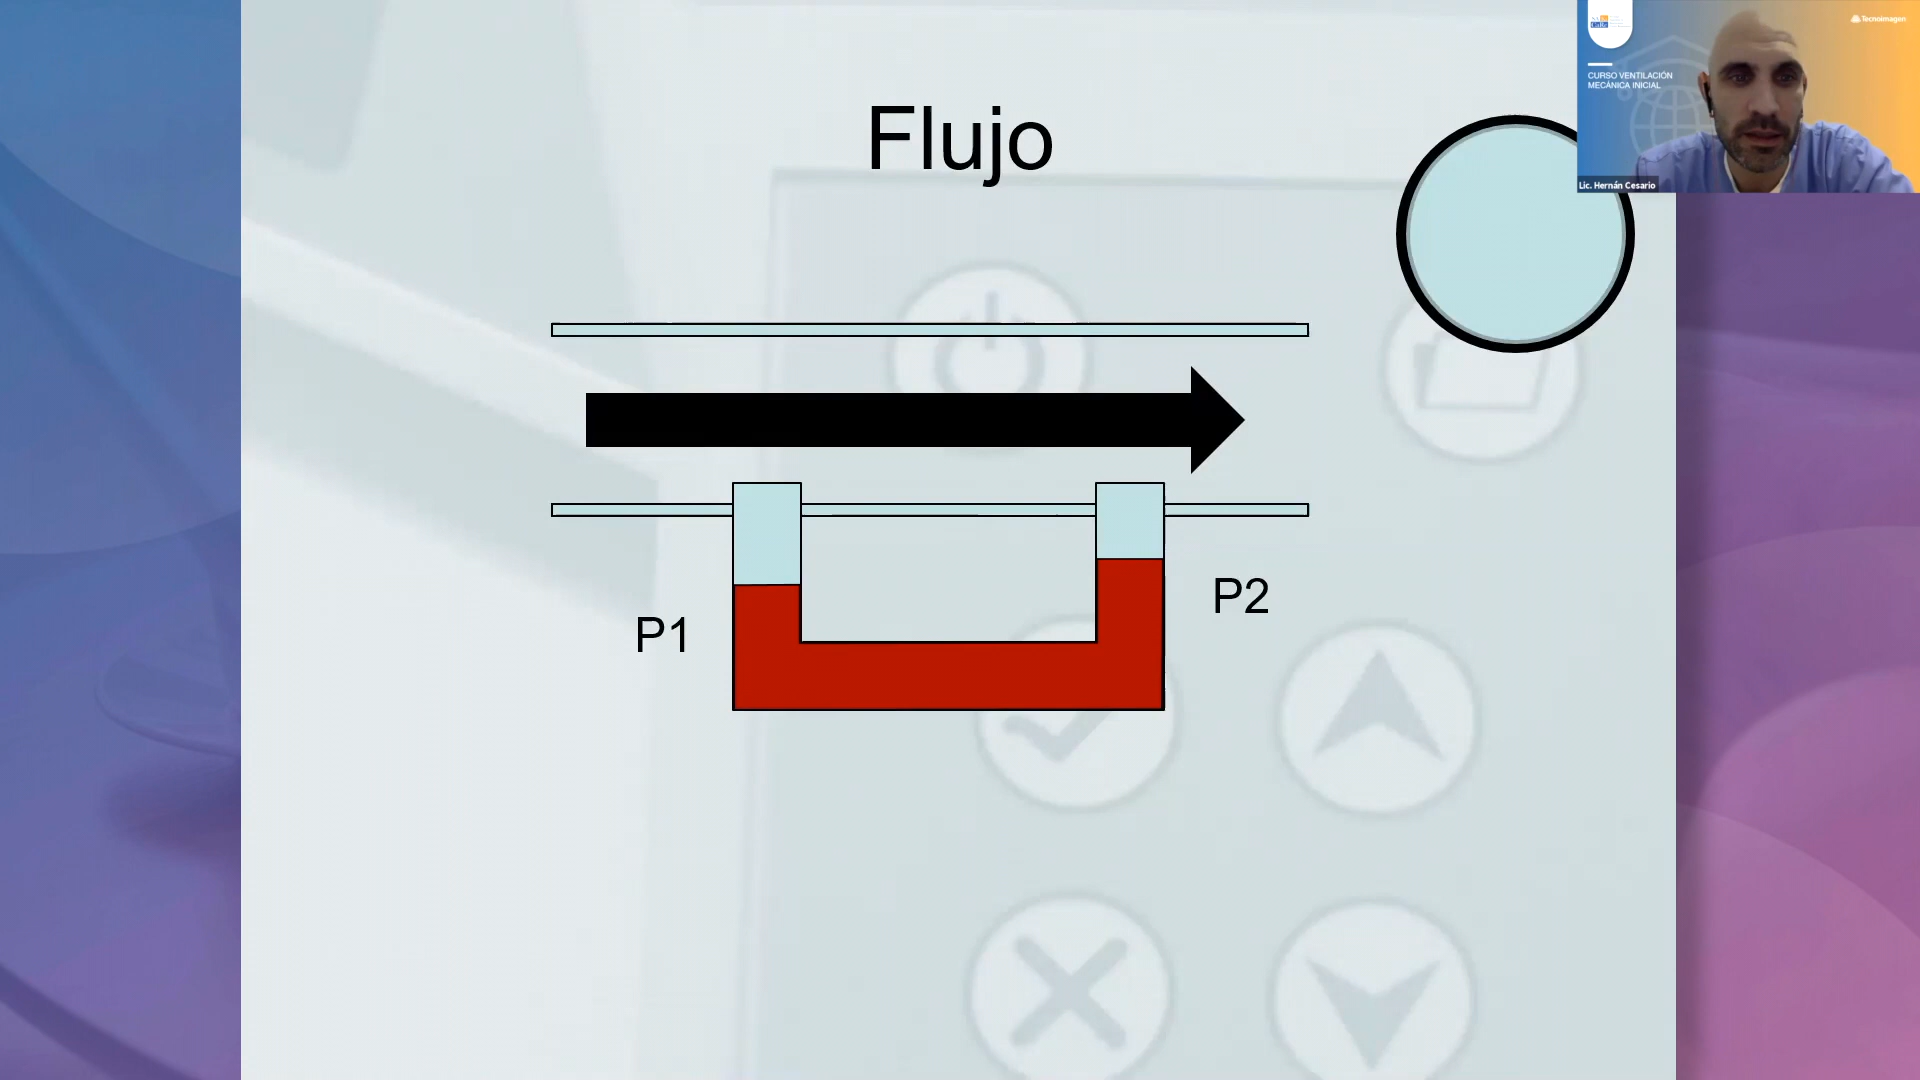 Flujo
P1
P2
CURSO VENTILACIÓN
MECÁNICA INICIAL
Tecnoimagen
Lic. Hernán Cesario